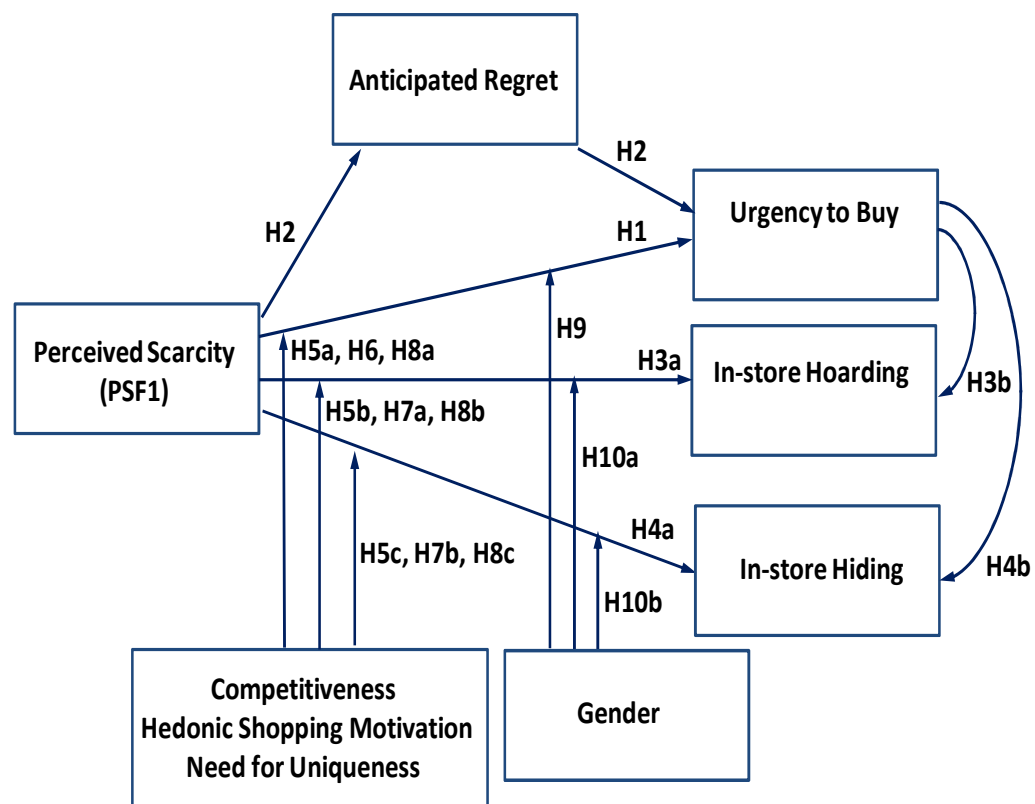 Anticipated Regret
H2
Urgency to Buy
H2
H1
H9
Perceived Scarcity
(PSF1)
H5a, H6, H8a
H3a
In-store Hoarding
H3b
H5b, H7a, H8b
H10a
H4a
H5c, H7b, H8c
In-store Hiding
H4b
H10b
Competitiveness
Hedonic Shopping Motivation
Need for Uniqueness
Gender